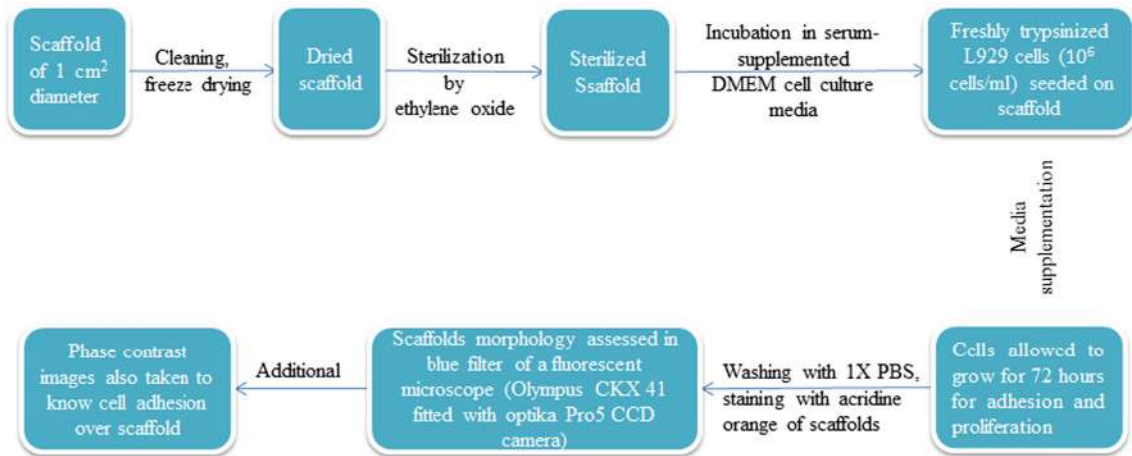 Scaffold
of 1 cm²
diameter
Cleaning,
freeze drying
Dried
scaffold
Sterilization
by
ethylene oxide
Sterilized
Ssaffold
Incubation in serum-
supplemented
DMEM cell culture
media
Freshly trypsinized
L929 cells (10⁶
cells/ml) seeded on
scaffold
Media
supplementation
Cells allowed to
grow for 72 hours
for adhesion and
proliferation
Washing with 1X PBS,
staining with acridine
orange of scaffolds
Scaffolds morphology assessed in
blue filter of a fluorescent
microscope (Olympus CKX 41
fitted with optika Pro5 CCD
camera)
Additional
Phase contrast
images also taken to
know cell adhesion
over scaffold